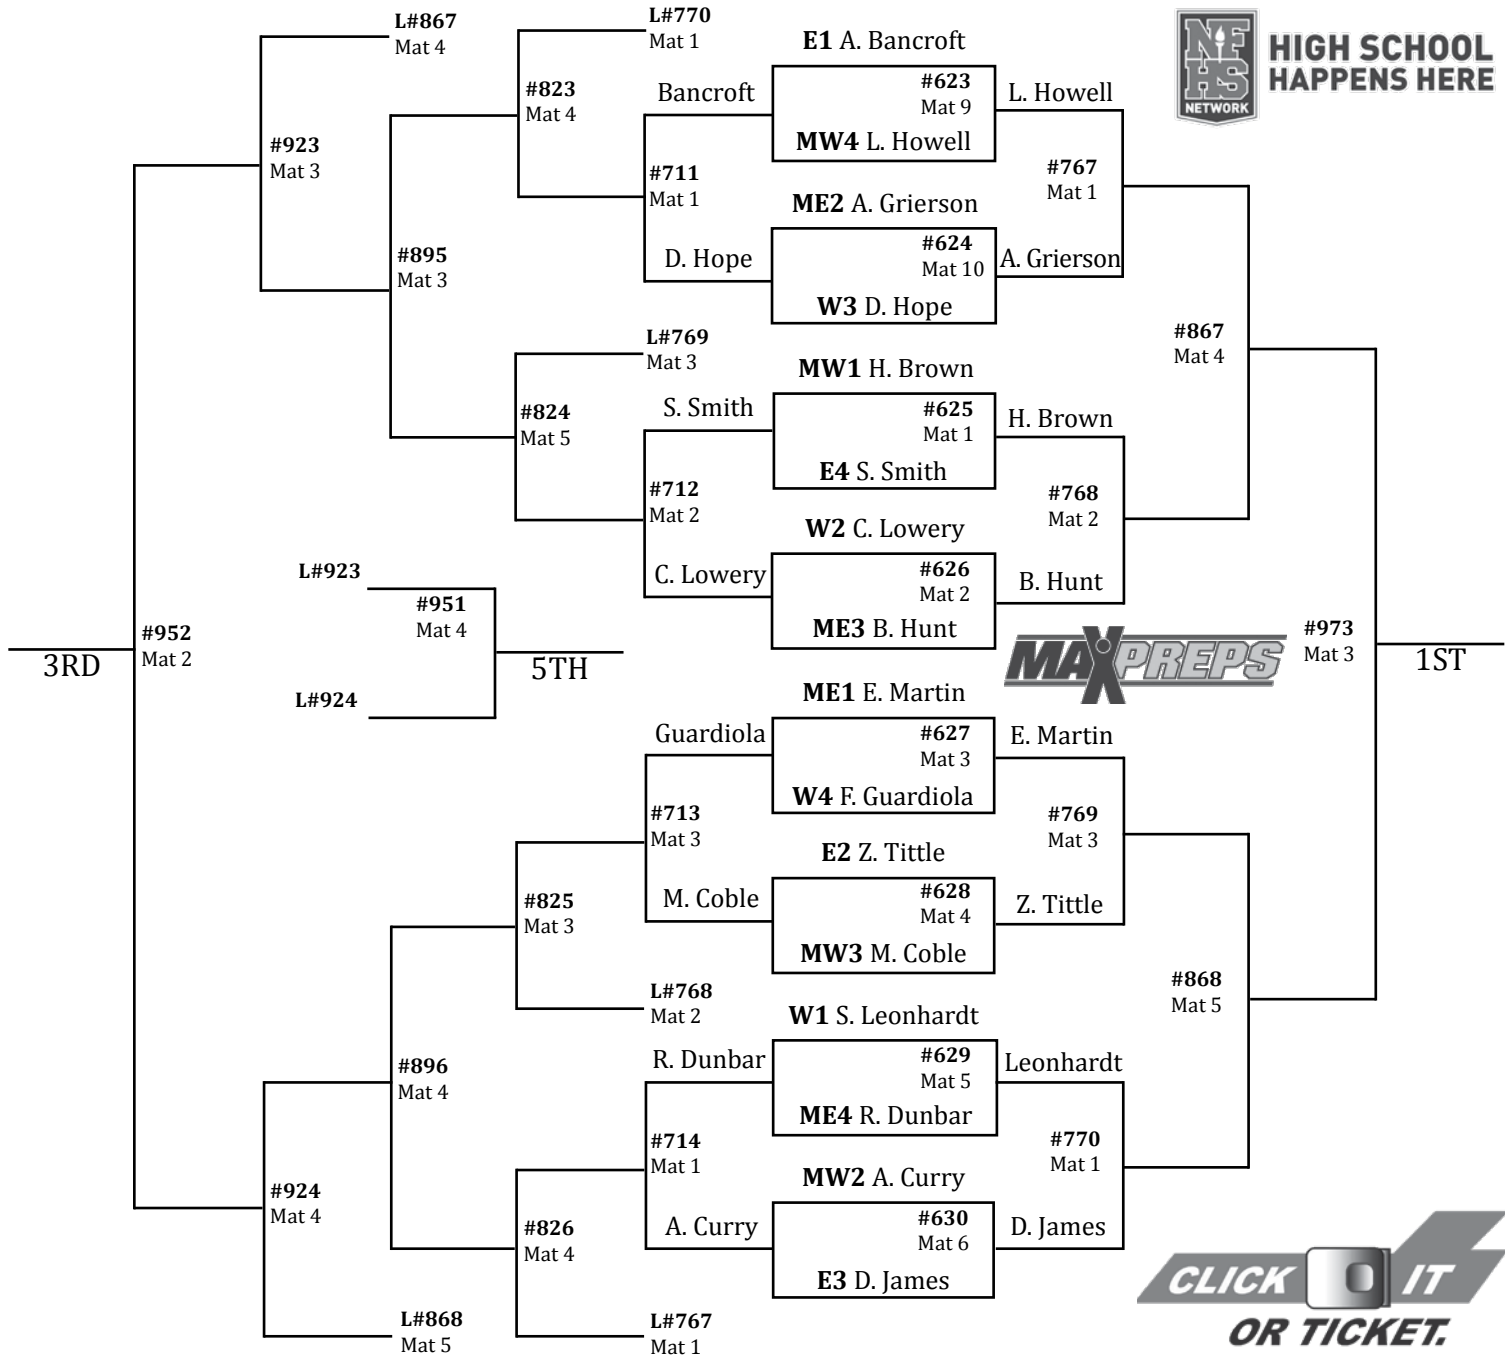 L#867
Mat 4
L#770
Mat 1
E1 A. Bancroft
NFHS
NETWORK
HIGH SCHOOL
HAPPENS HERE
#823
Mat 4
Bancroft
#623
Mat 9
L. Howell
#923
Mat 3
MW4 L. Howell
#711
Mat 1
#767
Mat 1
ME2 A. Grierson
#895
Mat 3
D. Hope
#624
Mat 10
A. Grierson
W3 D. Hope
L#769
Mat 3
#867
Mat 4
MW1 H. Brown
#824
Mat 5
S. Smith
#625
Mat 1
H. Brown
E4 S. Smith
#712
Mat 2
#768
Mat 2
W2 C. Lowery
L#923
C. Lowery
#626
Mat 2
B. Hunt
#951
Mat 4
#952
Mat 2
ME3 B. Hunt
MAXPREPS
#973
Mat 3
3RD
5TH
1ST
L#924
ME1 E. Martin
Guardiola
#627
Mat 3
E. Martin
W4 F. Guardiola
#713
Mat 3
#769
Mat 3
E2 Z. Tittle
#825
Mat 3
M. Coble
#628
Mat 4
Z. Tittle
MW3 M. Coble
L#768
Mat 2
#868
Mat 5
W1 S. Leonhardt
#896
Mat 4
R. Dunbar
#629
Mat 5
Leonhardt
ME4 R. Dunbar
#714
Mat 1
#770
Mat 1
MW2 A. Curry
#924
Mat 4
#826
Mat 4
A. Curry
#630
Mat 6
D. James
E3 D. James
CLICK IT
OR TICKET.
L#868
Mat 5
L#767
Mat 1